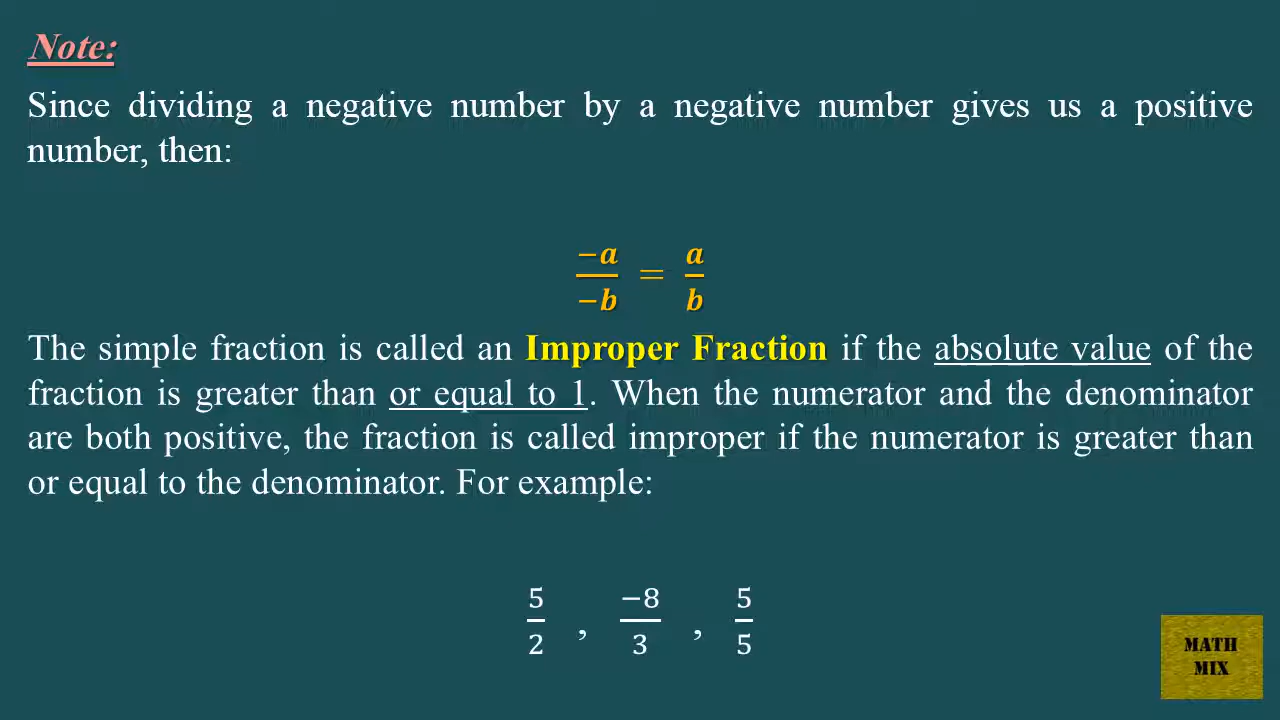 Note:
Since dividing a negative number by a negative number gives us a positive
number, then:
−a/−b = a/b
The simple fraction is called an Improper Fraction if the absolute value of the
fraction is greater than or equal to 1. When the numerator and the denominator
are both positive, the fraction is called improper if the numerator is greater than
or equal to the denominator. For example:
5/2 , −8/3 , 5/5
MATH
MIX